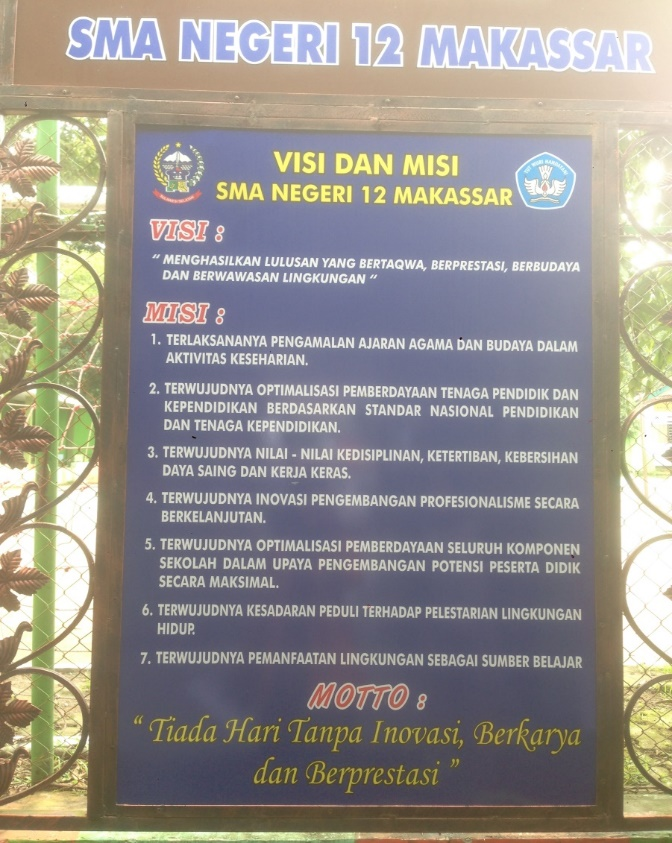 SMA NEGERI 12 MAKASSAR
VISI DAN MISI
SMA NEGERI 12 MAKASSAR
TUT WURI HANDAYANI
VISI :
“ MENGHASILKAN LULUSAN YANG BERTAQWA, BERPRESTASI, BERBUDAYA
DAN BERWAWASAN LINGKUNGAN “
MISI :
1. TERLAKSANANYA PENGAMALAN AJARAN AGAMA DAN BUDAYA DALAM
AKTIVITAS KESEHARIAN.
2. TERWUJUDNYA OPTIMALISASI PEMBERDAYAAN TENAGA PENDIDIK DAN
KEPENDIDIKAN BERDASARKAN STANDAR NASIONAL PENDIDIKAN
DAN TENAGA KEPENDIDIKAN.
3. TERWUJUDNYA NILAI - NILAI KEDISIPLINAN, KETERTIBAN, KEBERSIHAN
DAYA SAING DAN KERJA KERAS.
4. TERWUJUDNYA INOVASI PENGEMBANGAN PROFESIONALISME SECARA
BERKELANJUTAN.
5. TERWUJUDNYA OPTIMALISASI PEMBERDAYAAN SELURUH KOMPONEN
SEKOLAH DALAM UPAYA PENGEMBANGAN POTENSI PESERTA DIDIK
SECARA MAKSIMAL.
6. TERWUJUDNYA KESADARAN PEDULI TERHADAP PELESTARIAN LINGKUNGAN
HIDUP.
7. TERWUJUDNYA PEMANFAATAN LINGKUNGAN SEBAGAI SUMBER BELAJAR
MOTTO :
“ Tiada Hari Tanpa Inovasi, Berkarya
dan Berprestasi ”